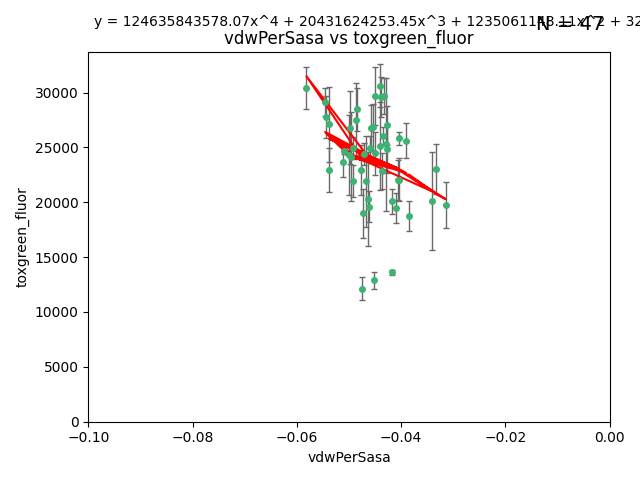 y = 124635843578.07x^4 + 20431624253.45x^3 +
N = 47
vdwPerSasa vs toxgreen_fluor
toxgreen_fluor
30000
25000
20000
15000
10000
5000
0
−0.10 −0.08 −0.06 −0.04 −0.02 0.00
vdwPerSasa